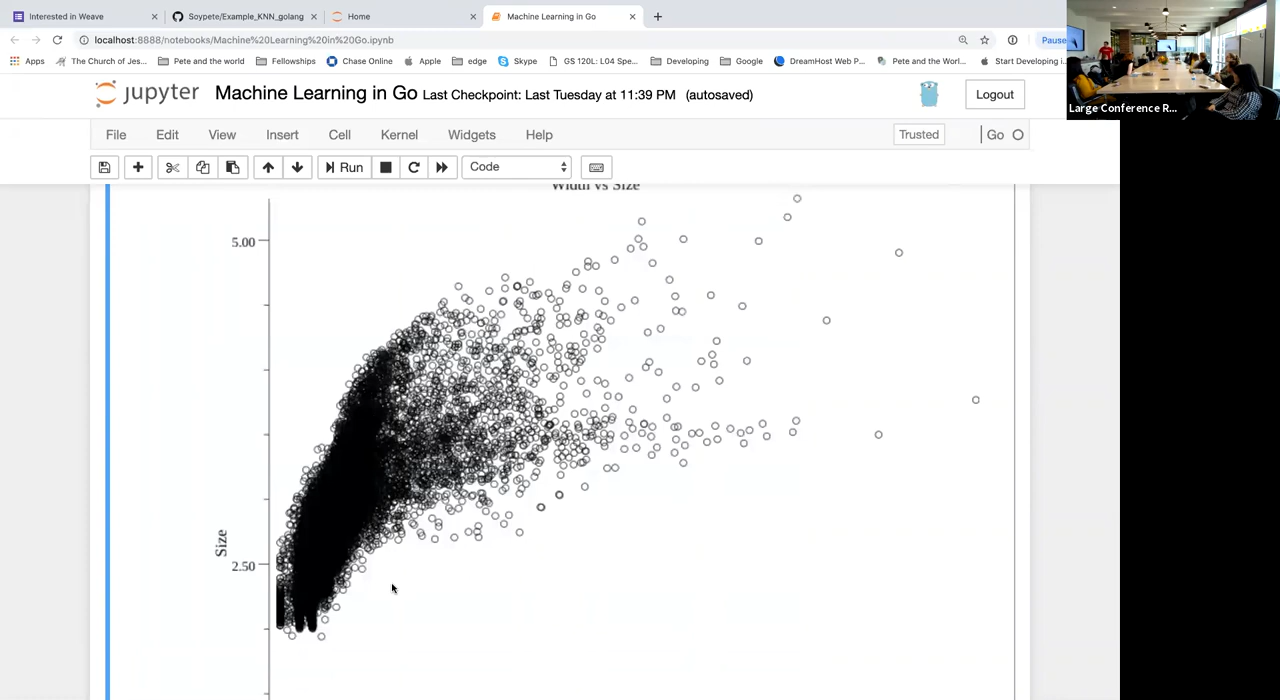 Interested in Weave
Soypete/Example_KNN_golang
Home
Machine Learning in Go
localhost:8888/notebooks/Machine%20Learning%20in%20Go.ipynb
Pause
Apps
The Church of Jes...
Pete and the world
Fellowships
Chase Online
Apple
edge
Skype
GS 120L: L04 Spe...
Developing
Google
DreamHost Web P...
Pete and the Worl...
Start Developing i...
Large Conference R...
jupyter
Machine Learning in Go Last Checkpoint: Last Tuesday at 11:39 PM (autosaved)
Logout
File Edit View Insert Cell Kernel Widgets Help
Trusted
Go
Run
Code
Width vs Size
5.00
Size
2.50